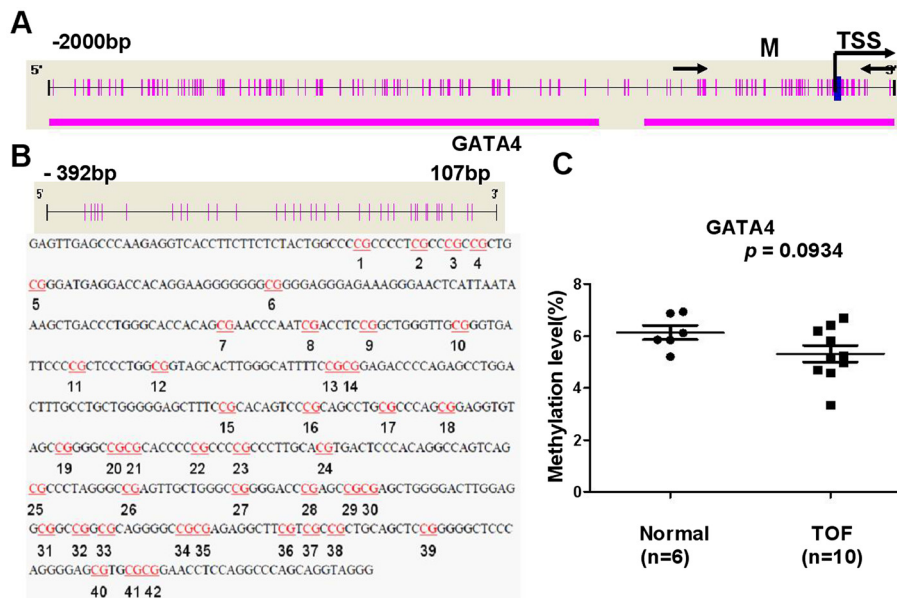 A
-2000bp
M
TSS
5'
3'
GATA4
B
- 392bp
107bp
5'
3'
GAGTTGAGCCCAAGAGGTCACCTTCTTCTCTACTGGCCCCGCCCCTCGCCCGCCGCTG
1 2 3 4
CGGGATGAGGACCACAGGAAGGGGGGGCGGGGAGGGAGAAAGGGAACTCATTAATA
5 6
AAGCTGACCCTGGGCACCACAGCGAACCCAATCGACCTCCGGCTGGGTTGCGGGTGA
7 8 9 10
TTCCCCGCTCCCTGGCGGTAGCACTTGGGCATTTTCCGCGGAGACCCCAGAGCCTGGA
11 12 13 14
CTTTGCCTGCTGGGGGAGCTTTCCGCACAGTCCCGCAGCCTGCGCCCAGCGGAGGTGT
15 16 17 18
AGCCGGGGCCGCGCACCCCCGCCCCCGCCCTTGCACGTGACTCCCACAGGCCAGTCAG
19 20 21 22 23 24
CGCCCTAGGGCCGAGTTGCTGGGCCGGGGACCCGAGCCGCGAGCTGGGGACTTGGAG
25 26 27 28 29 30
GCGGCCGGCGCAGGGGCCGCGAGAGGCTTCGTCGCCGCTGCAGCTCCGGGGGCTCCC
31 32 33 34 35 36 37 38 39
AGGGGAGCGTGCGCGGAACCTCCAGGCCCAGCAGGTAGGG
40 41 42
C
GATA4
p = 0.0934
Methylation level(%)
8
6
4
2
0
Normal
(n=6)
TOF
(n=10)